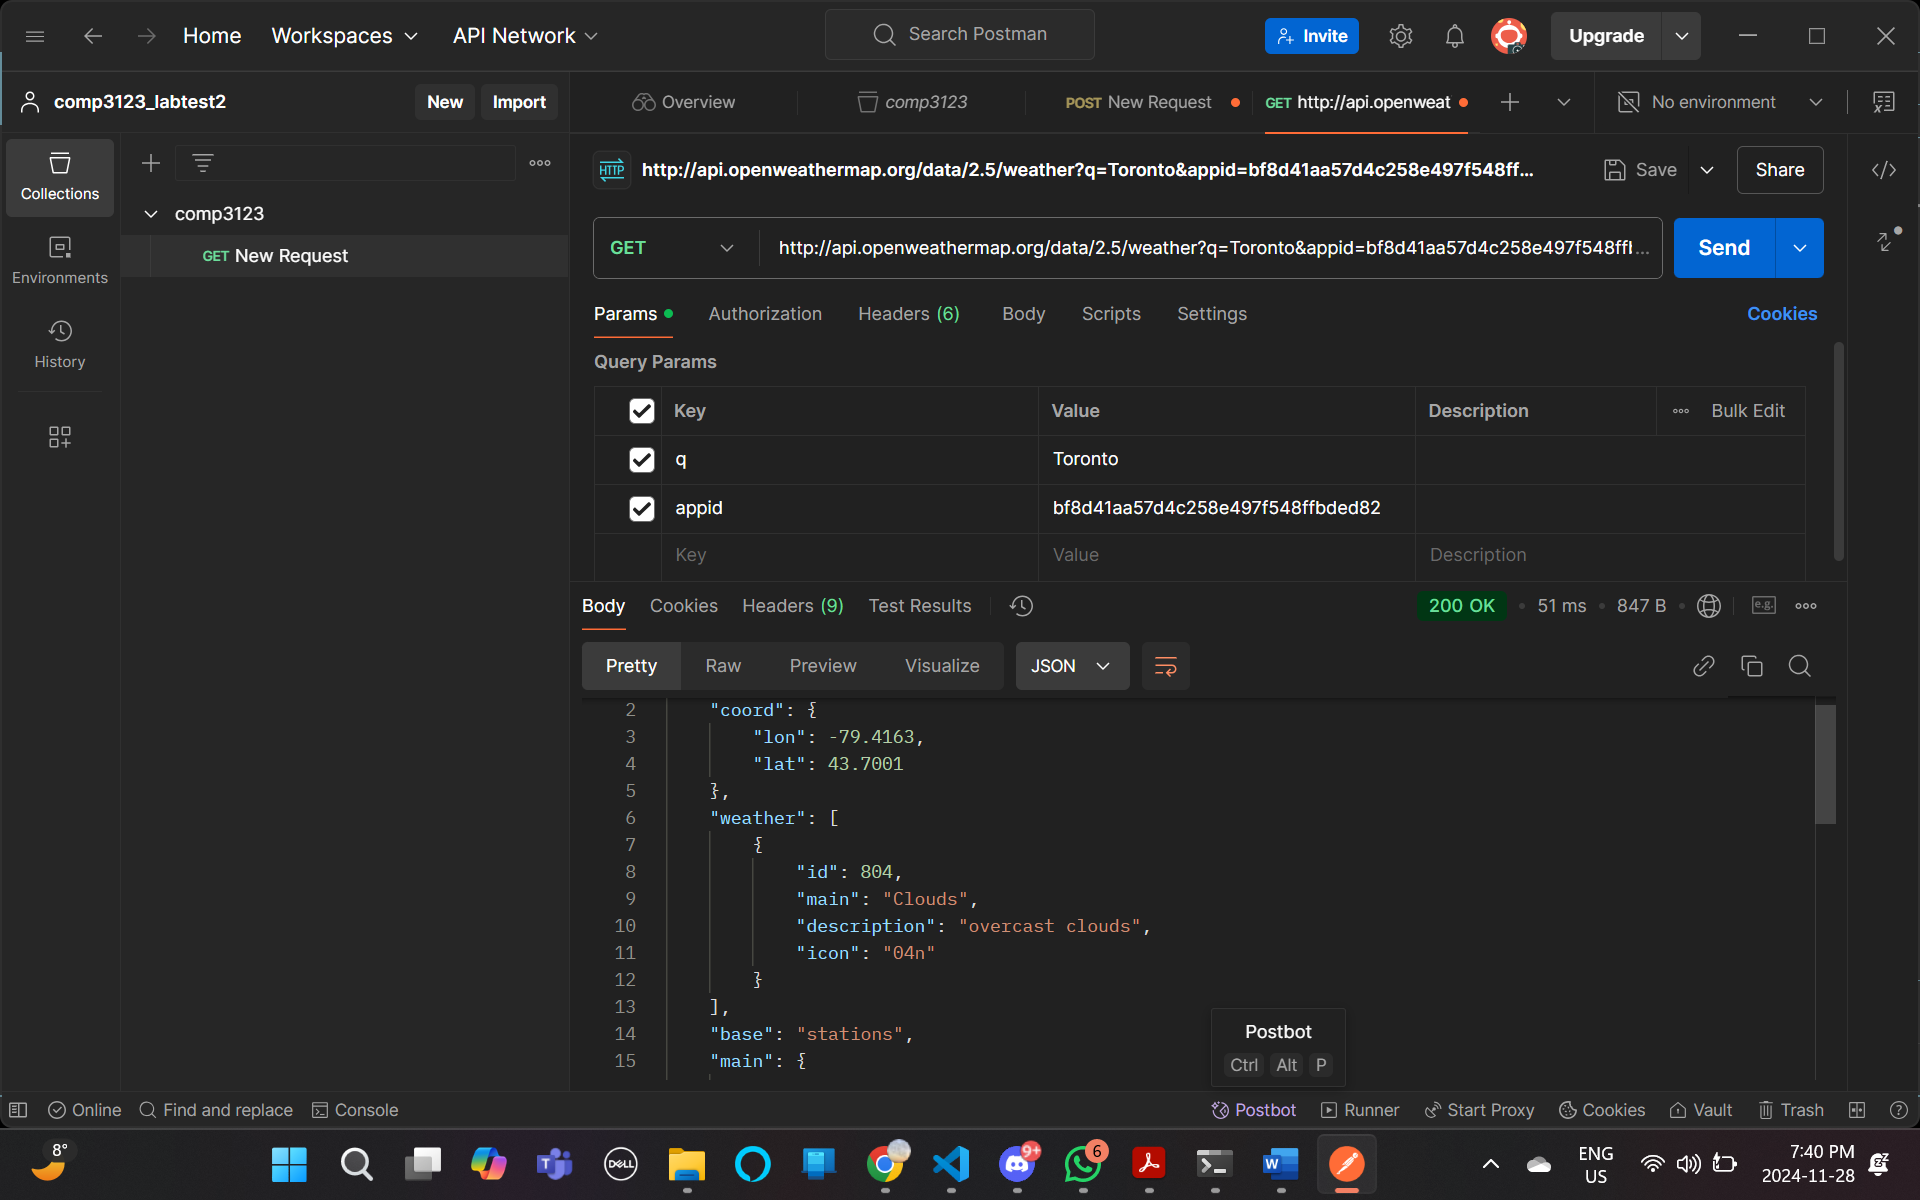 Home
Workspaces
API Network
Search Postman
Invite
Upgrade
comp3123_labtest2
New
Import
Overview
comp3123
POST New Request
GET http://api.openweat
No environment
Collections
Environments
History
comp3123
GET New Request
HTTP
http://api.openweathermap.org/data/2.5/weather?q=Toronto&appid=bf8d41aa57d4c258e497f548ff...
Save
Share
GET
http://api.openweathermap.org/data/2.5/weather?q=Toronto&appid=bf8d41aa57d4c258e497f548ffb...
Send
Params
Authorization
Headers (6)
Body
Scripts
Settings
Cookies
Query Params
Key
Value
Description
Bulk Edit
q
Toronto
appid
bf8d41aa57d4c258e497f548ffbded82
Key
Value
Description
Body
Cookies
Headers (9)
Test Results
200 OK
51 ms
847 B
e.g.
Pretty
Raw
Preview
Visualize
JSON
2 "coord": {
3 "lon": -79.4163,
4 "lat": 43.7001
5 },
6 "weather": [
7 {
8 "id": 804,
9 "main": "Clouds",
10 "description": "overcast clouds",
11 "icon": "04n"
12 }
13 ],
14 "base": "stations",
15 "main": {
Postbot
Ctrl Alt P
Online
Find and replace
Console
Postbot
Runner
Start Proxy
Cookies
Vault
Trash
8°
DELL
9+
6
ENG
US
7:40 PM
2024-11-28